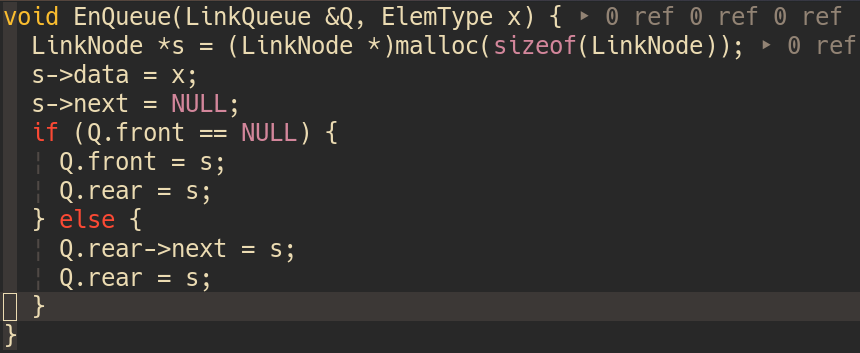 void EnQueue(LinkQueue &Q, ElemType x) { ▸ 0 ref 0 ref 0 ref
  LinkNode *s = (LinkNode *)malloc(sizeof(LinkNode)); ▸ 0 ref
  s->data = x;
  s->next = NULL;
  if (Q.front == NULL) {
    Q.front = s;
    Q.rear = s;
  } else {
    Q.rear->next = s;
    Q.rear = s;
  }
}